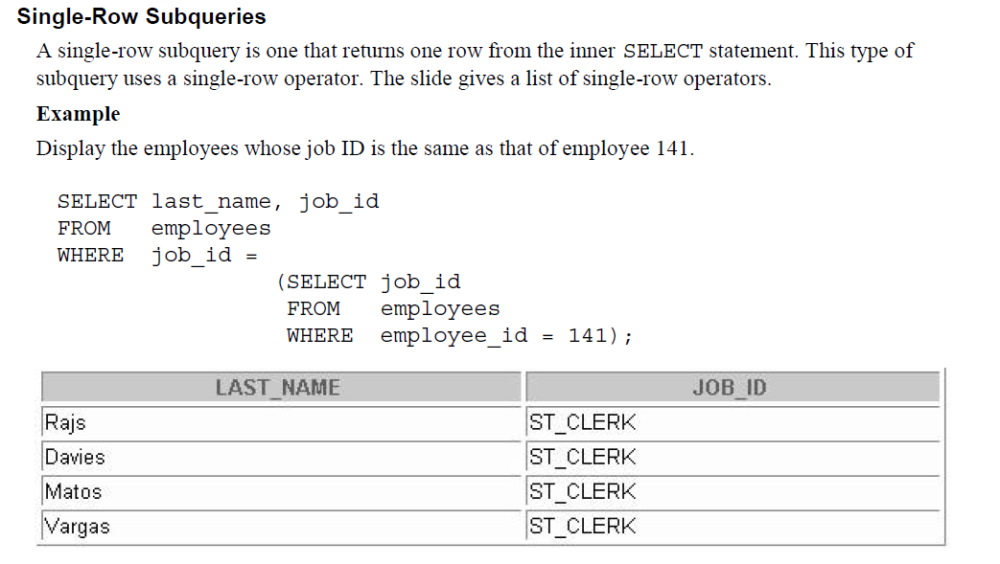 Single-Row Subqueries
A single-row subquery is one that returns one row from the inner SELECT statement. This type of
subquery uses a single-row operator. The slide gives a list of single-row operators.
Example
Display the employees whose job ID is the same as that of employee 141.
SELECT last_name, job_id
FROM employees
WHERE job_id =
(SELECT job_id
FROM employees
WHERE employee_id = 141);
LAST_NAME JOB_ID
Rajs ST_CLERK
Davies ST_CLERK
Matos ST_CLERK
Vargas ST_CLERK